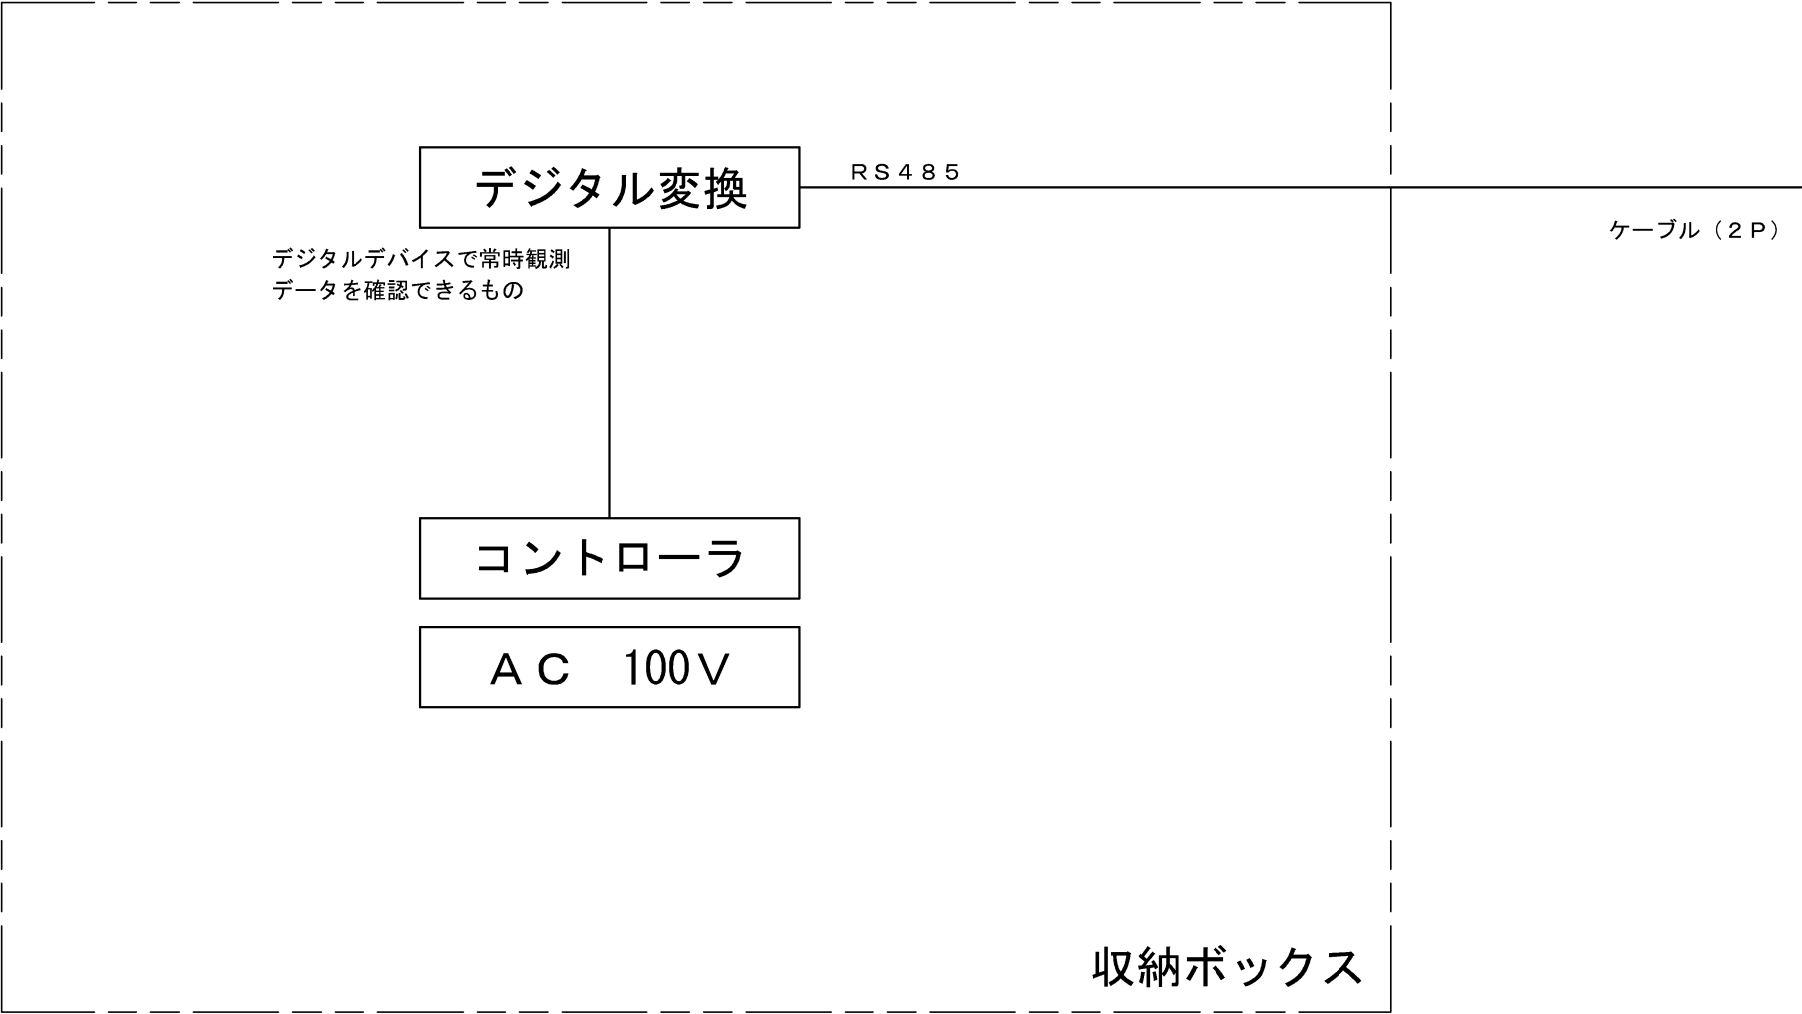 デジタル変換
ＲＳ４８５
ケーブル（２Ｐ）
デジタルデバイスで常時観測
データを確認できるもの
コントローラ
ＡＣ　100Ｖ
収納ボックス